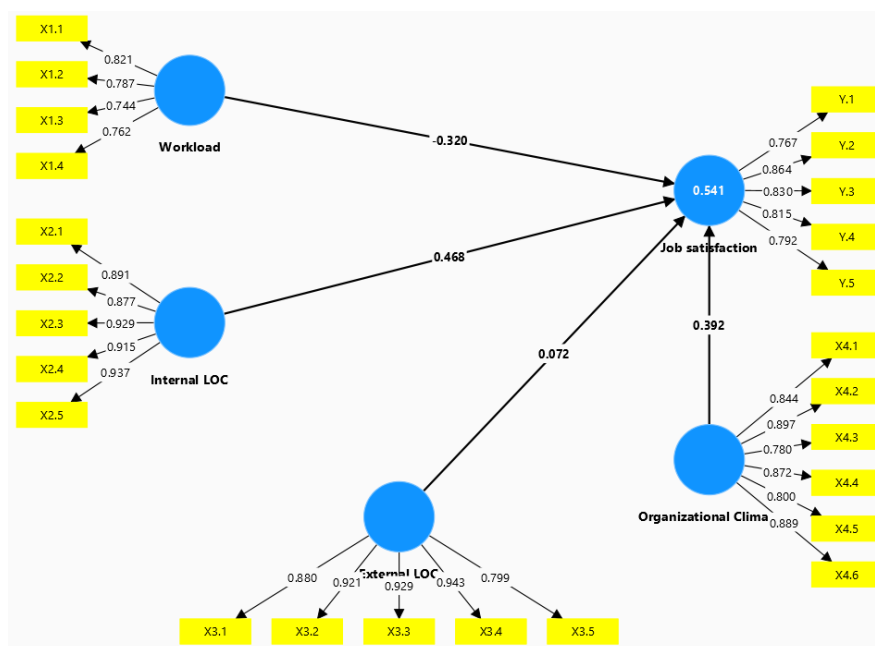 X1.1
0.821
X1.2
0.787
X1.3
0.744
X1.4
0.762
Workload
-0.320
X2.1
0.891
X2.2
0.877
X2.3
0.929
X2.4
0.915
X2.5
0.937
Internal LOC
0.468
0.541
Job satisfaction
Y.1
0.767
Y.2
0.864
Y.3
0.830
Y.4
0.815
Y.5
0.792
0.072
0.392
X4.1
0.844
X4.2
0.897
X4.3
0.780
X4.4
0.872
X4.5
0.800
X4.6
0.889
Organizational Clima
External LOC
0.880
0.921
0.929
0.943
0.799
X3.1
X3.2
X3.3
X3.4
X3.5